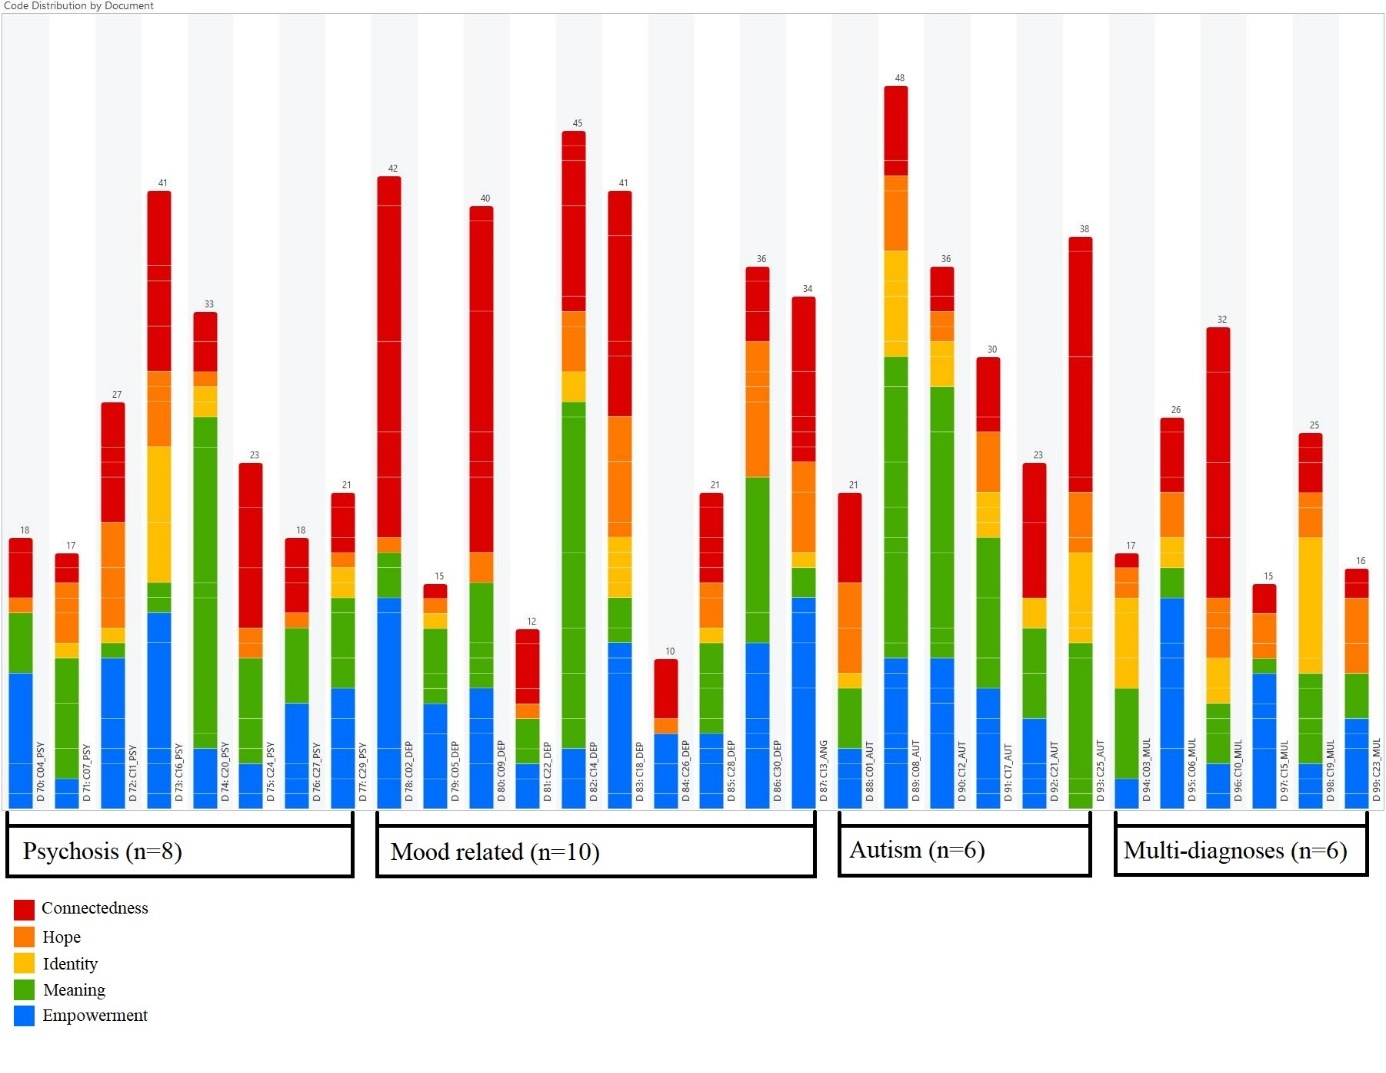 Code Distribution by Document
18
17
27
41
33
23
18
21
42
15
40
12
45
41
10
21
36
34
21
48
36
30
23
38
17
26
32
15
25
16
D 70: C04_PSY
D 71: C07_PSY
D 72: C11_PSY
D 73: C16_PSY
D 74: C20_PSY
D 75: C24_PSY
D 76: C27_PSY
D 77: C29_PSY
D 78: C02_DEP
D 79: C05_DEP
D 80: C09_DEP
D 81: C22_DEP
D 82: C14_DEP
D 83: C18_DEP
D 84: C26_DEP
D 85: C28_DEP
D 86: C30_DEP
D 87: C13_ANG
D 88: C01_AUT
D 89: C08_AUT
D 90: C12_AUT
D 91: C17_AUT
D 92: C21_AUT
D 93: C25_AUT
D 94: C03_MUL
D 95: C06_MUL
D 96: C10_MUL
D 97: C15_MUL
D 98: C19_MUL
D 99: C23_MUL
Psychosis (n=8)
Mood related (n=10)
Autism (n=6)
Multi-diagnoses (n=6)
Connectedness
Hope
Identity
Meaning
Empowerment